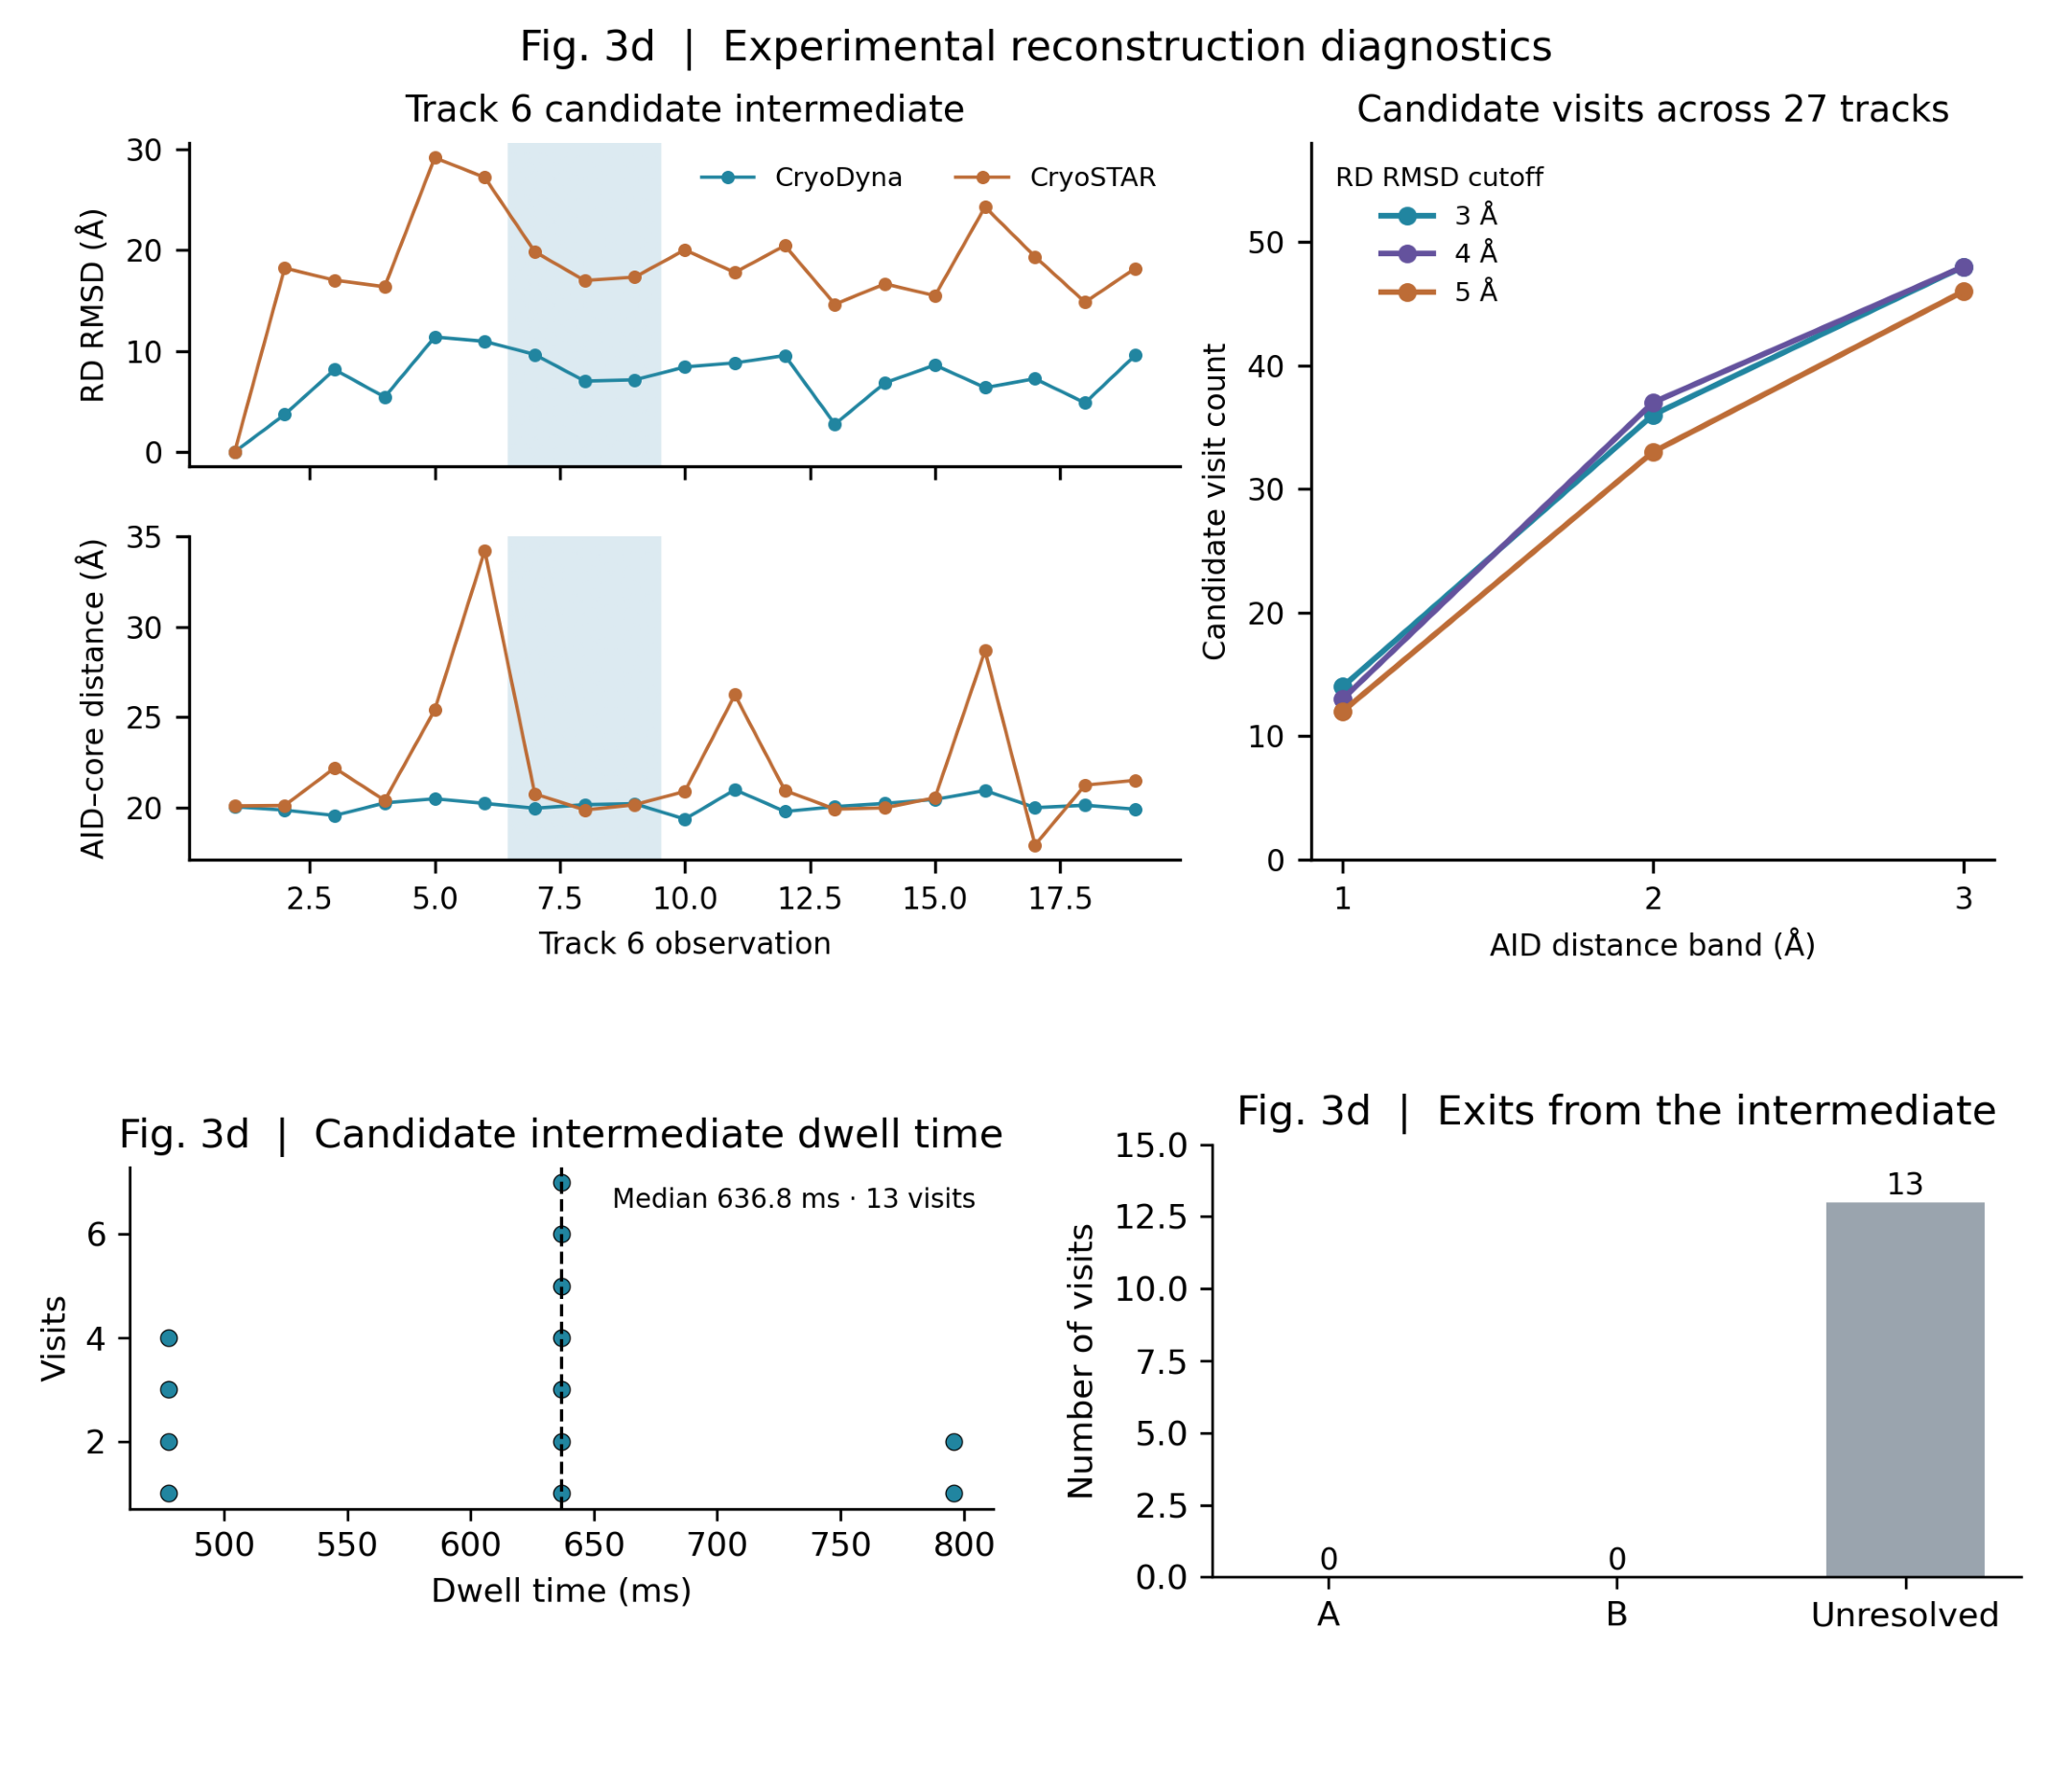 Fig. 3d | Experimental reconstruction diagnostics
Track 6 candidate intermediate
30
20
10
0
RD RMSD (Å)
CryoDyna
CryoSTAR
35
30
25
20
AID–core distance (Å)
2.5 5.0 7.5 10.0 12.5 15.0 17.5
Track 6 observation
Candidate visits across 27 tracks
RD RMSD cutoff
3 Å
4 Å
5 Å
50
40
30
20
10
0
Candidate visit count
1 2 3
AID distance band (Å)
Fig. 3d | Candidate intermediate dwell time
Median 636.8 ms · 13 visits
6
4
2
Visits
500 550 600 650 700 750 800
Dwell time (ms)
Fig. 3d | Exits from the intermediate
15.0
12.5
10.0
7.5
5.0
2.5
0.0
Number of visits
0
0
13
A B Unresolved